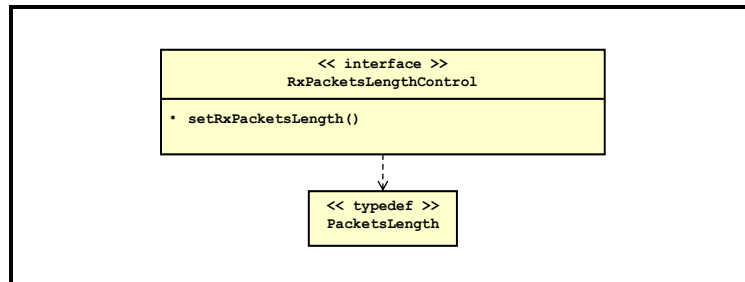 << interface >>
RxPacketsLengthControl
• setRxPacketsLength()
<< typedef >>
PacketsLength